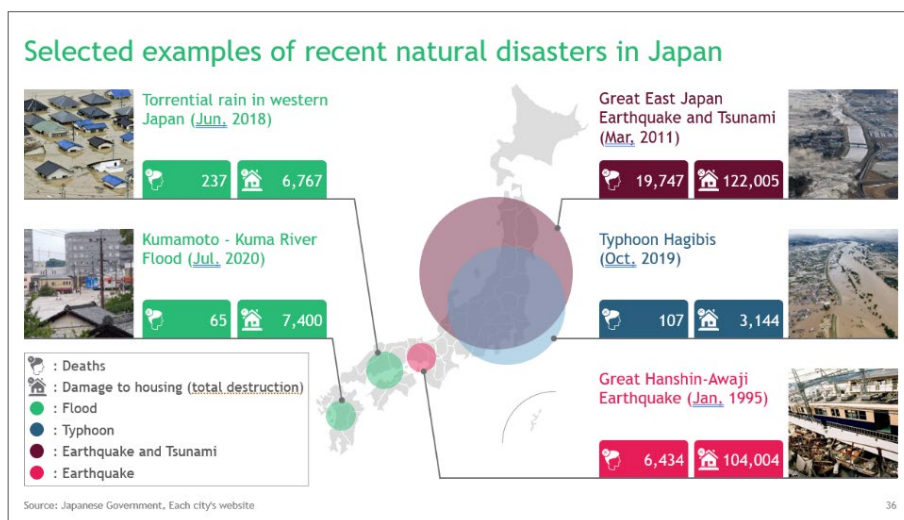 Selected examples of recent natural disasters in Japan
Torrential rain in western
Japan (Jun, 2018)
237
6,767
Kumamoto - Kuma River
Flood (Jul, 2020)
65
7,400
: Deaths
: Damage to housing (total destruction)
: Flood
: Typhoon
: Earthquake and Tsunami
: Earthquake
Great East Japan
Earthquake and Tsunami
(Mar, 2011)
19,747
122,005
Typhoon Hagibis
(Oct, 2019)
107
3,144
Great Hanshin-Awaji
Earthquake (Jan, 1995)
6,434
104,004
Source: Japanese Government, Each city's website
36